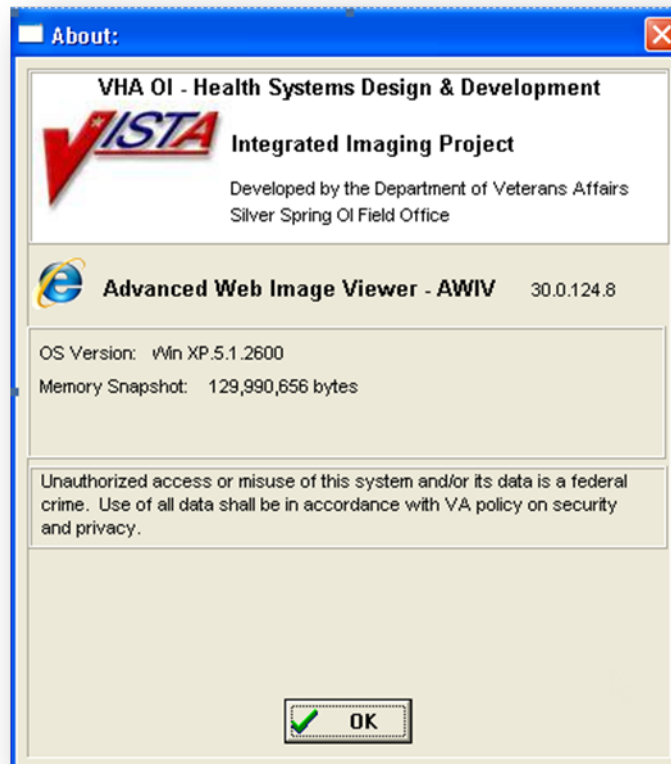 About:
VHA OI - Health Systems Design & Development
VISTA
Integrated Imaging Project
Developed by the Department of Veterans Affairs
Silver Spring OI Field Office
Advanced Web Image Viewer - AWIV 30.0.124.8
OS Version: Win XP.5.1.2600
Memory Snapshot: 129,990,656 bytes
Unauthorized access or misuse of this system and/or its data is a federal
crime. Use of all data shall be in accordance with VA policy on security
and privacy.
OK